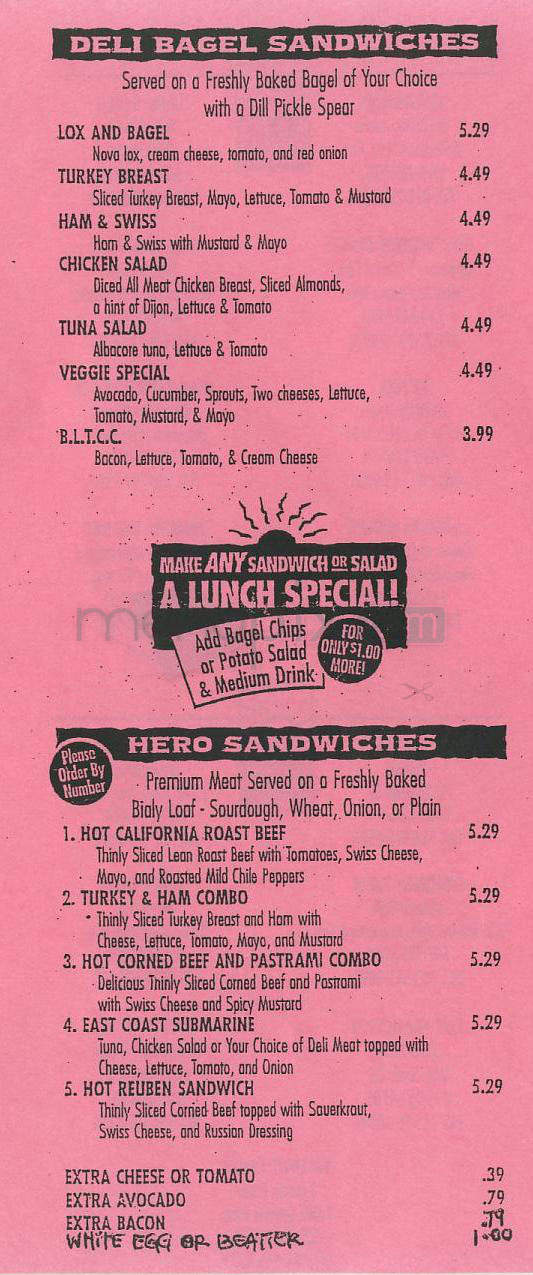 DELI BAGEL SANDWICHES
Served on a Freshly Baked Bagel of Your Choice
with a Dill Pickle Spear
LOX AND BAGEL 5.29
Nova lox, cream cheese, tomato, and red onion
TURKEY BREAST 4.49
Sliced Turkey Breast, Mayo, Lettuce, Tomato & Mustard
HAM & SWISS 4.49
Ham & Swiss with Mustard & Mayo
CHICKEN SALAD 4.49
Diced All Meat Chicken Breast, Sliced Almonds,
a hint of Dijon, Lettuce & Tomato
TUNA SALAD 4.49
Albacore tuna, Lettuce & Tomato
VEGGIE SPECIAL 4.49
Avocado, Cucumber, Sprouts, Two cheeses, Lettuce,
Tomato, Mustard, & Mayo
B.L.T.C.C. 3.99
Bacon, Lettuce, Tomato, & Cream Cheese
MAKE ANY SANDWICH OR SALAD
A LUNCH SPECIAL!
Add Bagel Chips
or Potato Salad
& Medium Drink
FOR
ONLY $1.00
MORE!
HERO SANDWICHES
Please
Order By
Number
Premium Meat Served on a Freshly Baked
Bialy Loaf - Sourdough, Wheat, Onion, or Plain
1. HOT CALIFORNIA ROAST BEEF 5.29
Thinly Sliced Lean Roast Beef with Tomatoes, Swiss Cheese,
Mayo, and Roasted Mild Chile Peppers
2. TURKEY & HAM COMBO 5.29
Thinly Sliced Turkey Breast and Ham with
Cheese, Lettuce, Tomato, Mayo, and Mustard
3. HOT CORNED BEEF AND PASTRAMI COMBO 5.29
Delicious Thinly Sliced Corned Beef and Pastrami
with Swiss Cheese and Spicy Mustard
4. EAST COAST SUBMARINE 5.29
Tuna, Chicken Salad or Your Choice of Deli Meat topped with
Cheese, Lettuce, Tomato, and Onion
5. HOT REUBEN SANDWICH 5.29
Thinly Sliced Corned Beef topped with Sauerkraut,
Swiss Cheese, and Russian Dressing
EXTRA CHEESE OR TOMATO .39
EXTRA AVOCADO .79
EXTRA BACON .79
WHITE EGG OR BEATTER 1.00